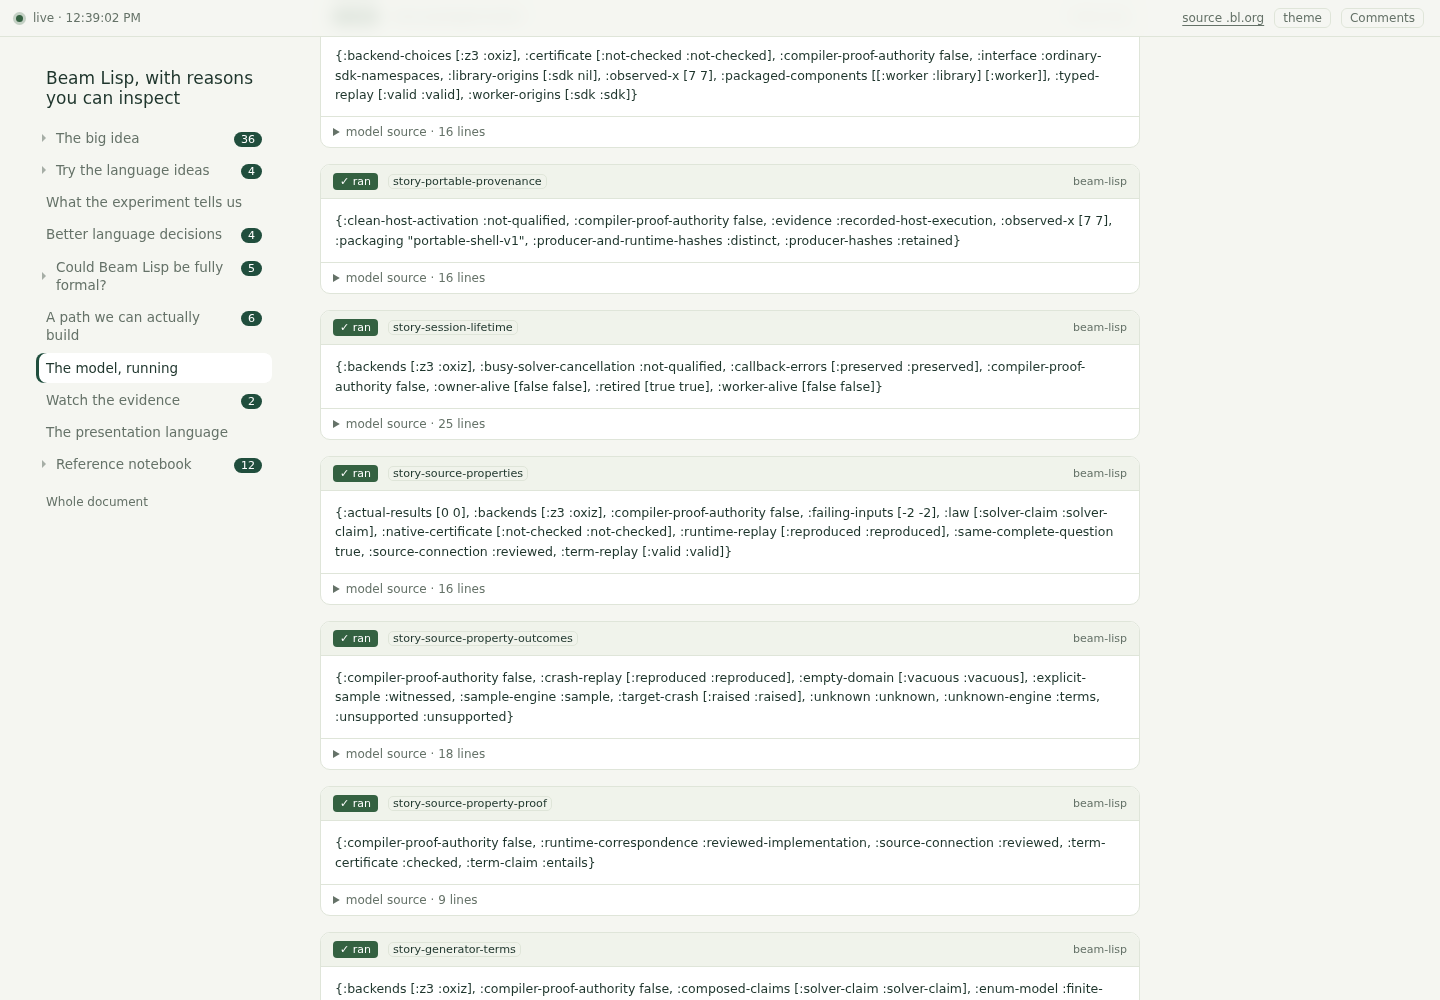 live · 12:39:02 PM
source .bl.org
theme
Comments
Beam Lisp, with reasons
you can inspect
The big idea 36
Try the language ideas 4
What the experiment tells us
Better language decisions 4
Could Beam Lisp be fully 5
formal?
A path we can actually 6
build
The model, running
Watch the evidence 2
The presentation language
Reference notebook 12
Whole document
{:backend-choices [:z3 :oxiz], :certificate [:not-checked :not-checked], :compiler-proof-authority false, :interface :ordinary-
sdk-namespaces, :library-origins [:sdk nil], :observed-x [7 7], :packaged-components [[:worker :library] [:worker]], :typed-
replay [:valid :valid], :worker-origins [:sdk :sdk]}
model source · 16 lines
✓ ran story-portable-provenance beam-lisp
{:clean-host-activation :not-qualified, :compiler-proof-authority false, :evidence :recorded-host-execution, :observed-x [7 7],
:packaging "portable-shell-v1", :producer-and-runtime-hashes :distinct, :producer-hashes :retained}
model source · 16 lines
✓ ran story-session-lifetime beam-lisp
{:backends [:z3 :oxiz], :busy-solver-cancellation :not-qualified, :callback-errors [:preserved :preserved], :compiler-proof-
authority false, :owner-alive [false false], :retired [true true], :worker-alive [false false]}
model source · 25 lines
✓ ran story-source-properties beam-lisp
{:actual-results [0 0], :backends [:z3 :oxiz], :compiler-proof-authority false, :failing-inputs [-2 -2], :law [:solver-claim :solver-
claim], :native-certificate [:not-checked :not-checked], :runtime-replay [:reproduced :reproduced], :same-complete-question
true, :source-connection :reviewed, :term-replay [:valid :valid]}
model source · 16 lines
✓ ran story-source-property-outcomes beam-lisp
{:compiler-proof-authority false, :crash-replay [:reproduced :reproduced], :empty-domain [:vacuous :vacuous], :explicit-
sample :witnessed, :sample-engine :sample, :target-crash [:raised :raised], :unknown :unknown, :unknown-engine :terms,
:unsupported :unsupported}
model source · 18 lines
✓ ran story-source-property-proof beam-lisp
{:compiler-proof-authority false, :runtime-correspondence :reviewed-implementation, :source-connection :reviewed, :term-
certificate :checked, :term-claim :entails}
model source · 9 lines
✓ ran story-generator-terms beam-lisp
{:backends [:z3 :oxiz], :compiler-proof-authority false, :composed-claims [:solver-claim :solver-claim], :enum-model :finite-